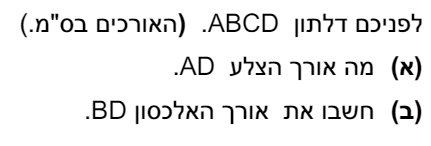 לפניכם דלתון ABCD. (האורכים בס"מ.)
(א) מה אורך הצלע AD.
(ב) חשבו את אורך האלכסון BD.